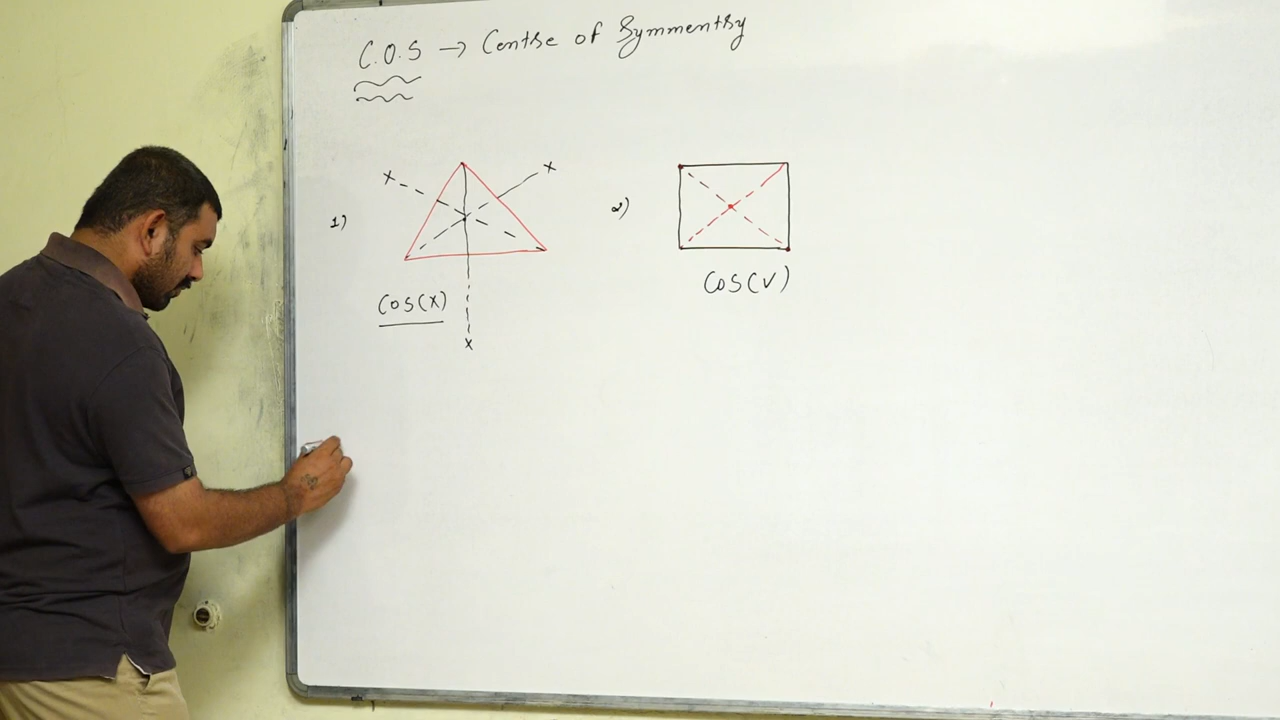 C.O.S → Centre of Symmentry
x x
1)
2)
COS(X)
COS(✓)
x